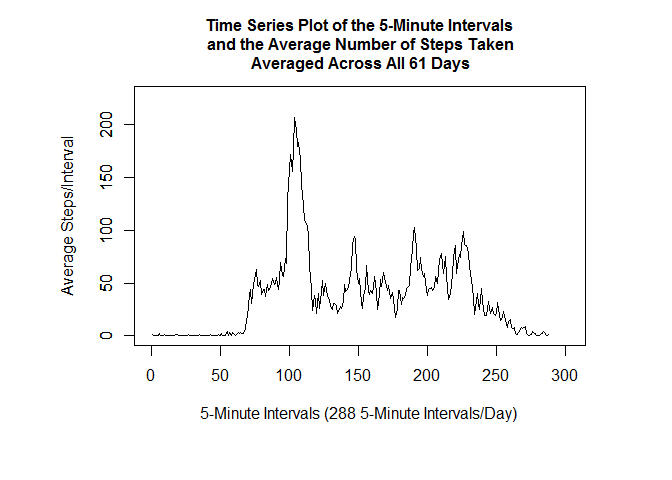 Time Series Plot of the 5-Minute Intervals
and the Average Number of Steps Taken
Averaged Across All 61 Days
Average Steps/Interval
200
150
100
50
0
0 50 100 150 200 250 300
5-Minute Intervals (288 5-Minute Intervals/Day)